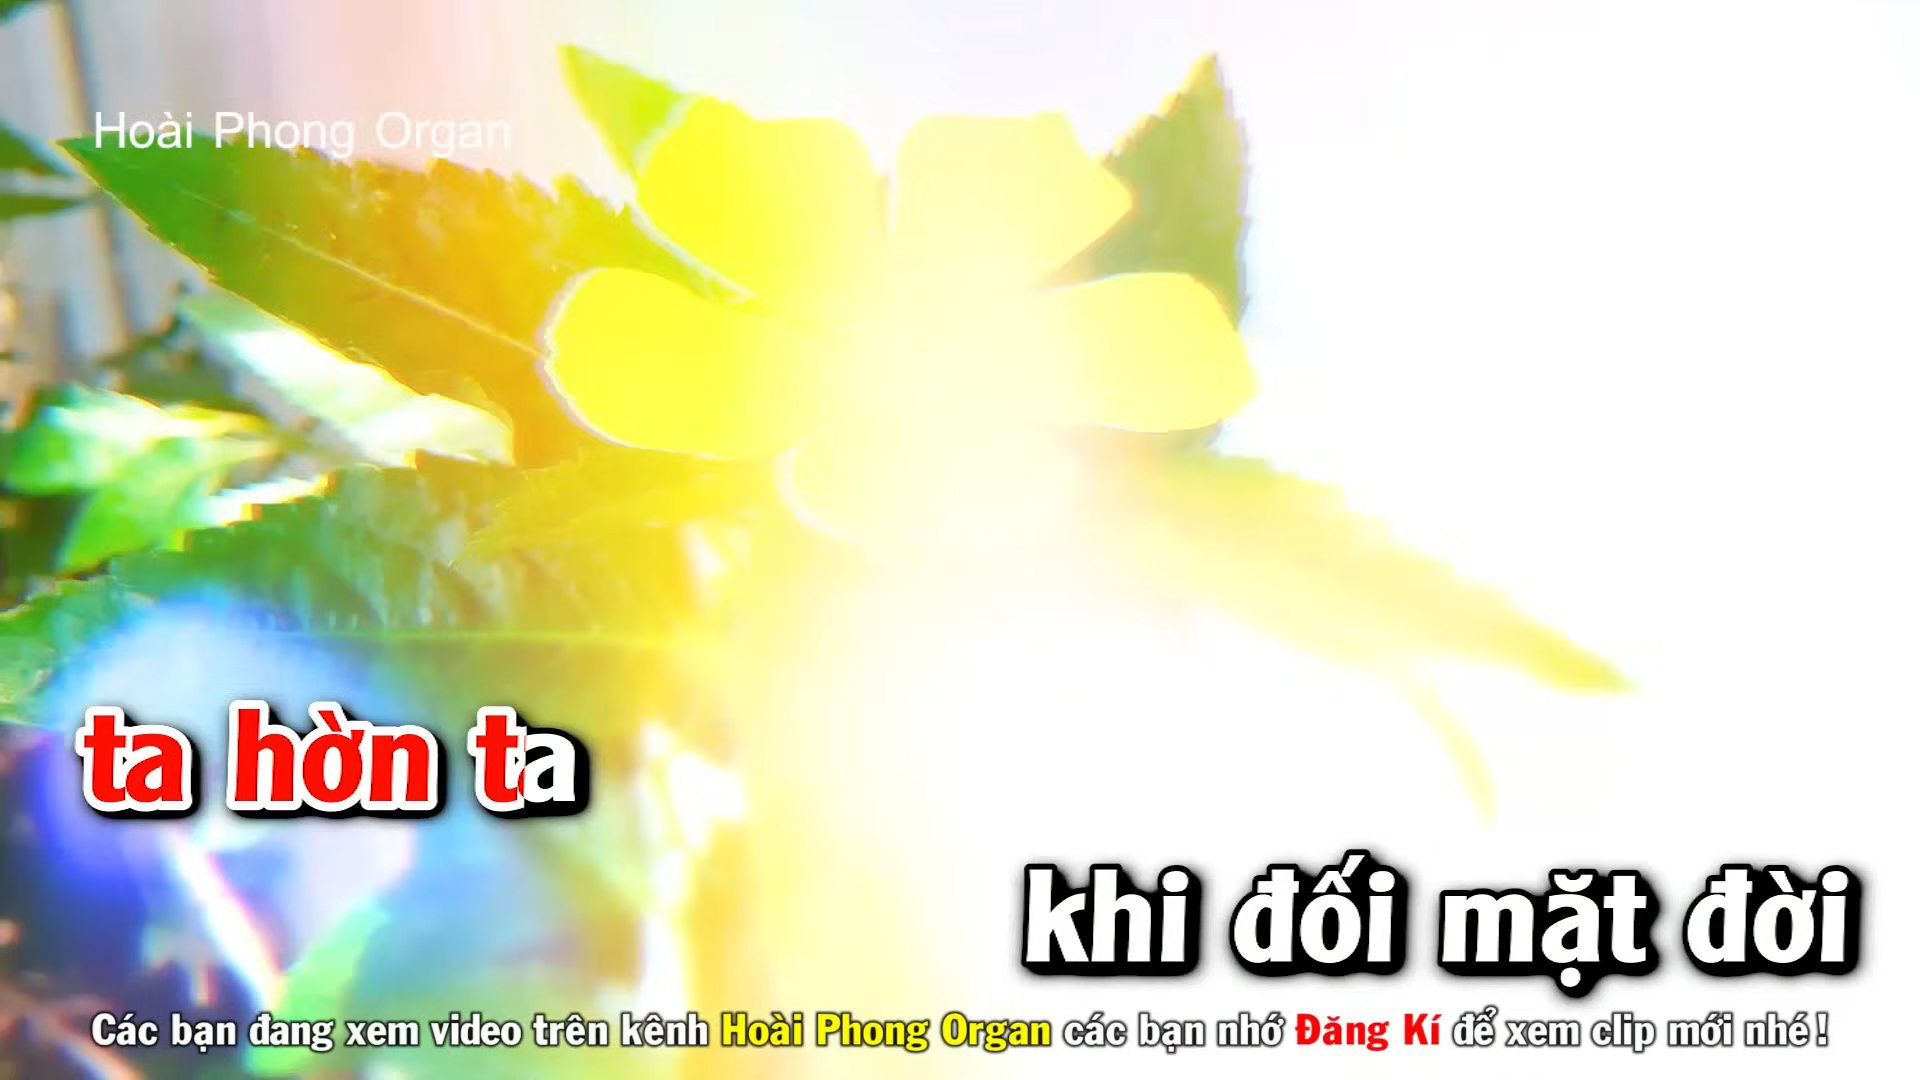 Hoài Phong Organ
ta hờn ta
khi đối mặt đời
Các bạn đang xem video trên kênh Hoài Phong Organ các bạn nhớ Đăng Kí để xem clip mới nhé!